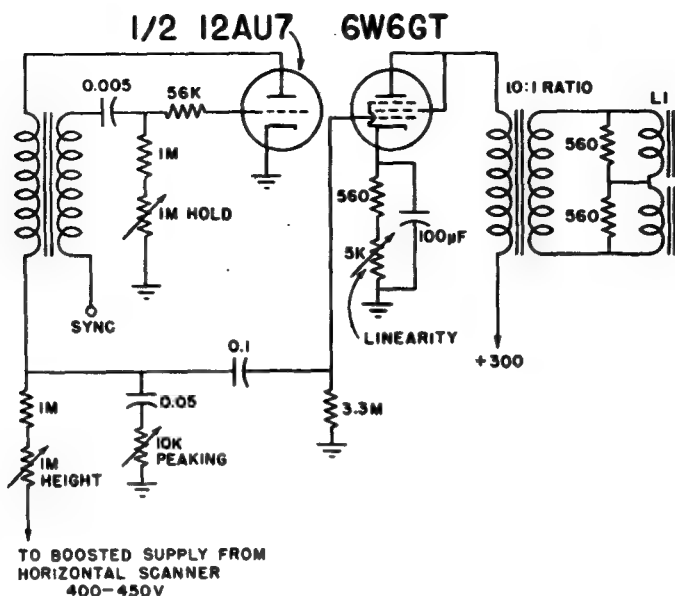 1/2 12AU7
6W6GT
0.005
56K
10:1 RATIO
L1
560
1M
1M HOLD
560
560
100µF
5K
SYNC
LINEARITY
+300
0.1
0.05
1M
3.3M
10K
PEAKING
1M
HEIGHT
TO BOOSTED SUPPLY FROM
HORIZONTAL SCANNER
400-450V